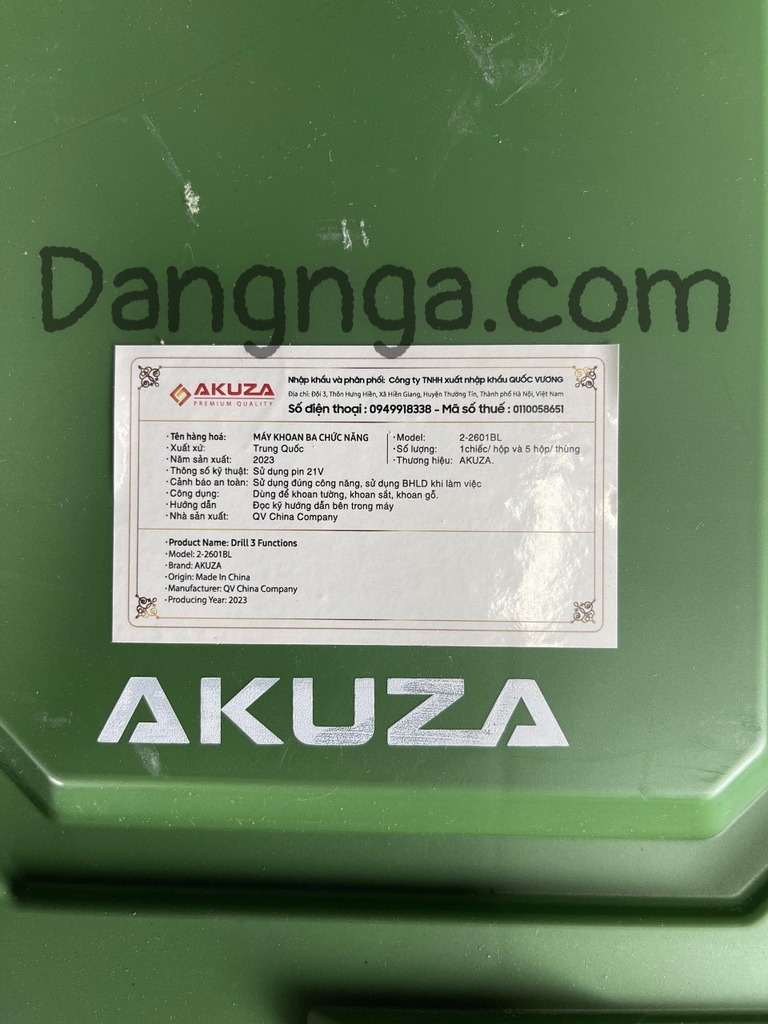 Dangnga.com
AKUZA
PREMIUM QUALITY
Nhập khẩu và phân phối: Công ty TNHH xuất nhập khẩu QUỐC VƯƠNG
Địa chỉ: Đội 3, Thôn Hưng Hiền, Xã Hiền Giang, Huyện Thường Tín, Thành phố Hà Nội, Việt Nam
Số điện thoại : 0949918338 - Mã số thuế : 0110058651
· Tên hàng hoá: MÁY KHOAN BA CHỨC NĂNG
· Xuất xứ: Trung Quốc
· Năm sản xuất: 2023
· Thông số kỹ thuật: Sử dụng pin 21V
· Cảnh báo an toàn: Sử dụng đúng công năng, sử dụng BHLD khi làm việc
· Công dụng: Dùng để khoan tường, khoan sắt, khoan gỗ.
· Hướng dẫn Đọc kỹ hướng dẫn bên trong máy
· Nhà sản xuất: QV China Company
· Model: 2-2601BL
· Số lượng: 1chiếc/ hộp và 5 hộp/ thùng
· Thương hiệu: AKUZA.
· Product Name: Drill 3 Functions
· Model: 2-2601BL
· Brand: AKUZA
· Origin: Made In China
· Manufacturer: QV China Company
· Producing Year: 2023
AKUZA